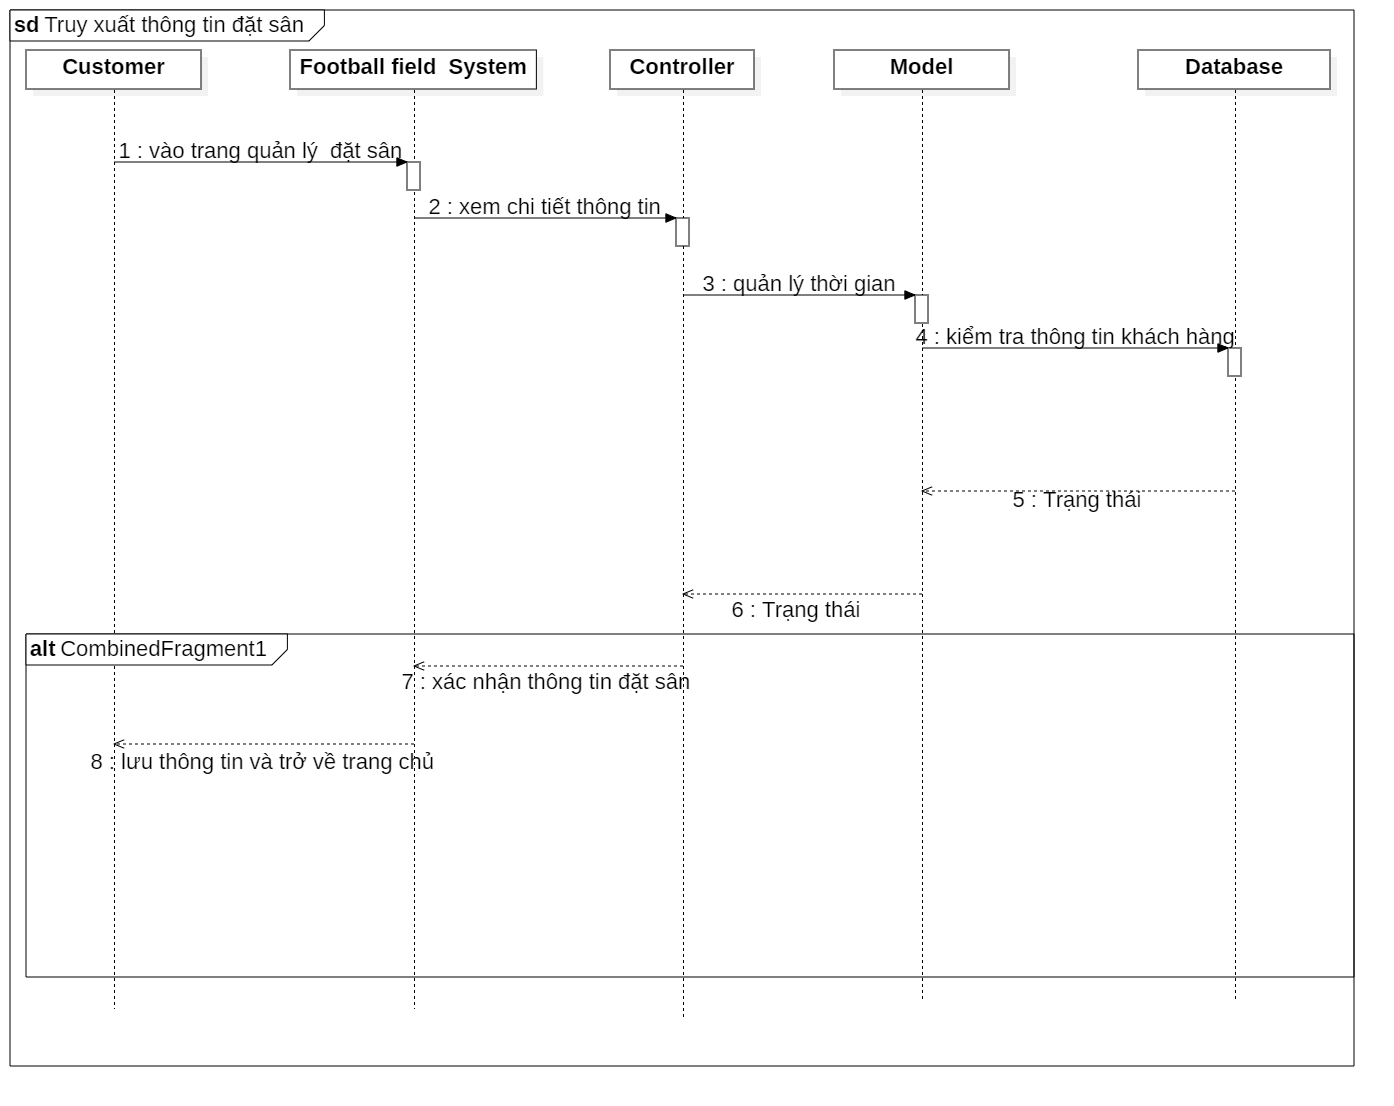 sd Truy xuất thông tin đặt sân
Customer
Football field  System
Controller
Model
Database
1 : vào trang quản lý  đặt sân
2 : xem chi tiết thông tin
3 : quản lý thời gian
4 : kiểm tra thông tin khách hàng
5 : Trạng thái
6 : Trạng thái
alt CombinedFragment1
7 : xác nhận thông tin đặt sân
8 : lưu thông tin và trở về trang chủ